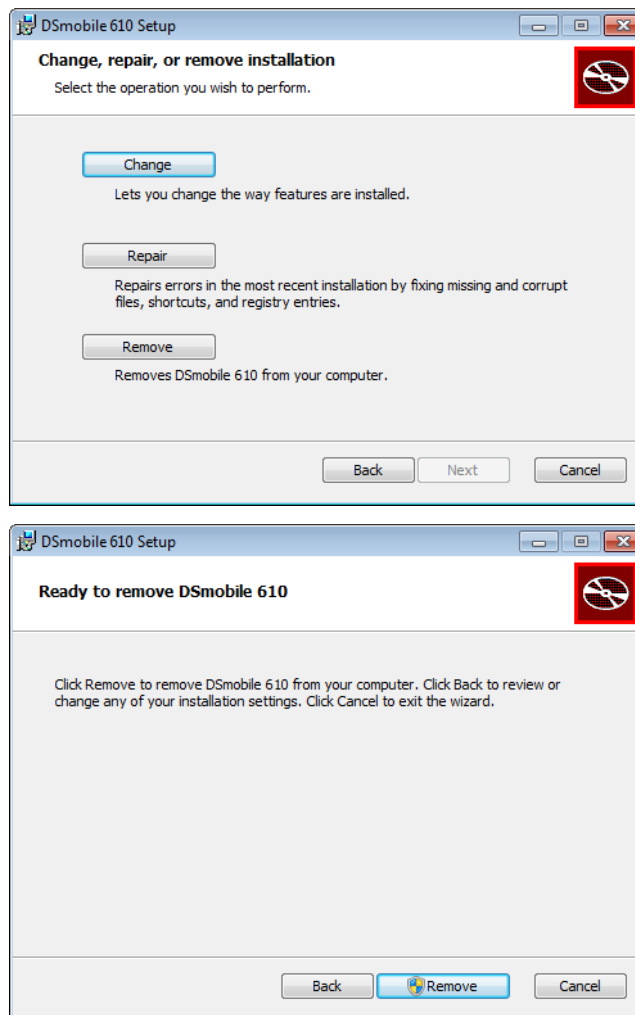 DSmobile 610 Setup
Change, repair, or remove installation
Select the operation you wish to perform.
Change
Lets you change the way features are installed.
Repair
Repairs errors in the most recent installation by fixing missing and corrupt
files, shortcuts, and registry entries.
Remove
Removes DSmobile 610 from your computer.
Back Next Cancel
DSmobile 610 Setup
Ready to remove DSmobile 610
Click Remove to remove DSmobile 610 from your computer. Click Back to review or
change any of your installation settings. Click Cancel to exit the wizard.
Back Remove Cancel